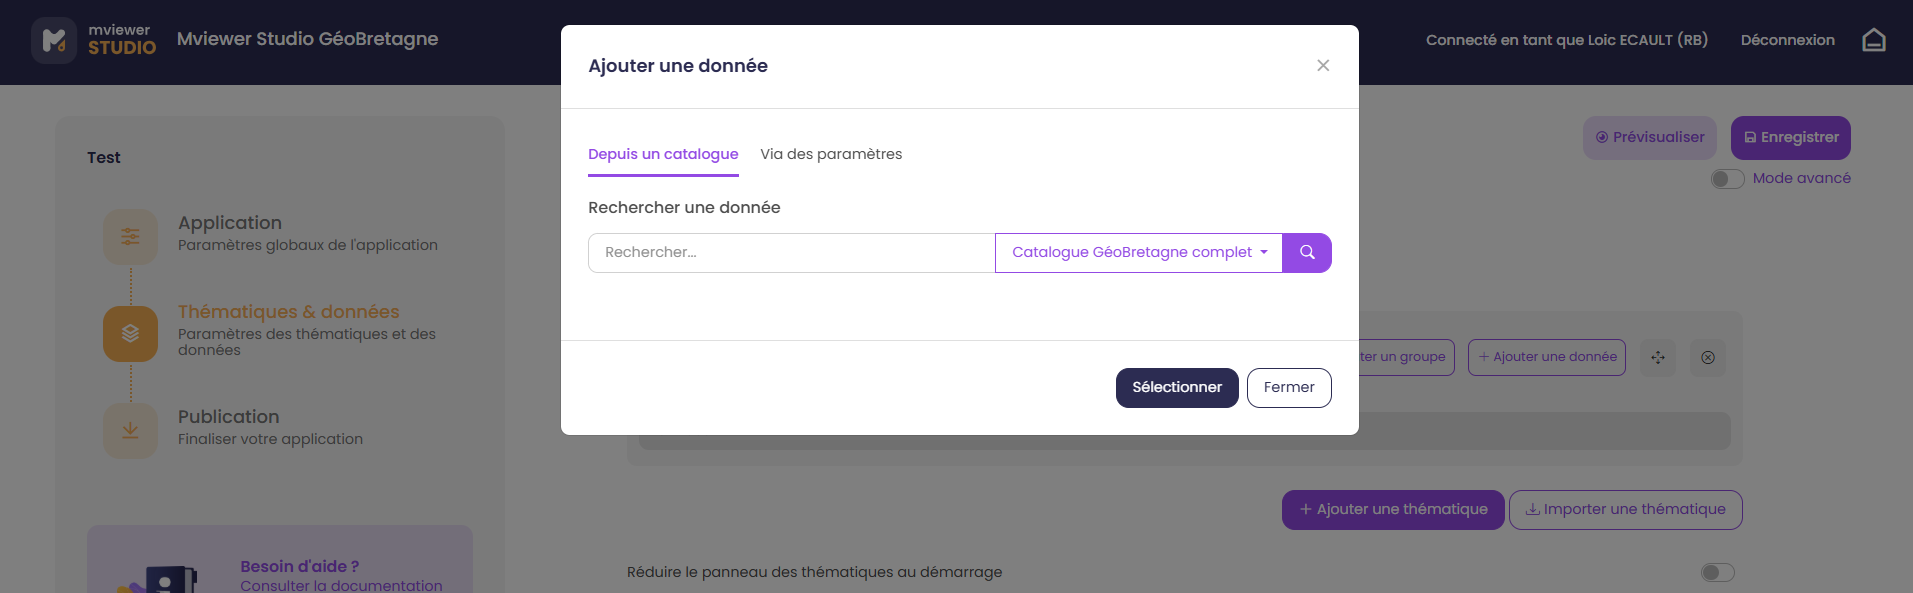 mviewer
STUDIO
Mviewer Studio GéoBretagne
Connecté en tant que Loic ECAULT (RB)
Déconnexion
Ajouter une donnée
Depuis un catalogue
Via des paramètres
Rechercher une donnée
Rechercher...
Catalogue GéoBretagne complet
Sélectionner
Fermer
Test
Application
Paramètres globaux de l'application
Thématiques & données
Paramètres des thématiques et des
données
Publication
Finaliser votre application
Besoin d'aide ?
Consulter la documentation
Prévisualiser
Enregistrer
Mode avancé
ter un groupe
+ Ajouter une donnée
+ Ajouter une thématique
Importer une thématique
Réduire le panneau des thématiques au démarrage